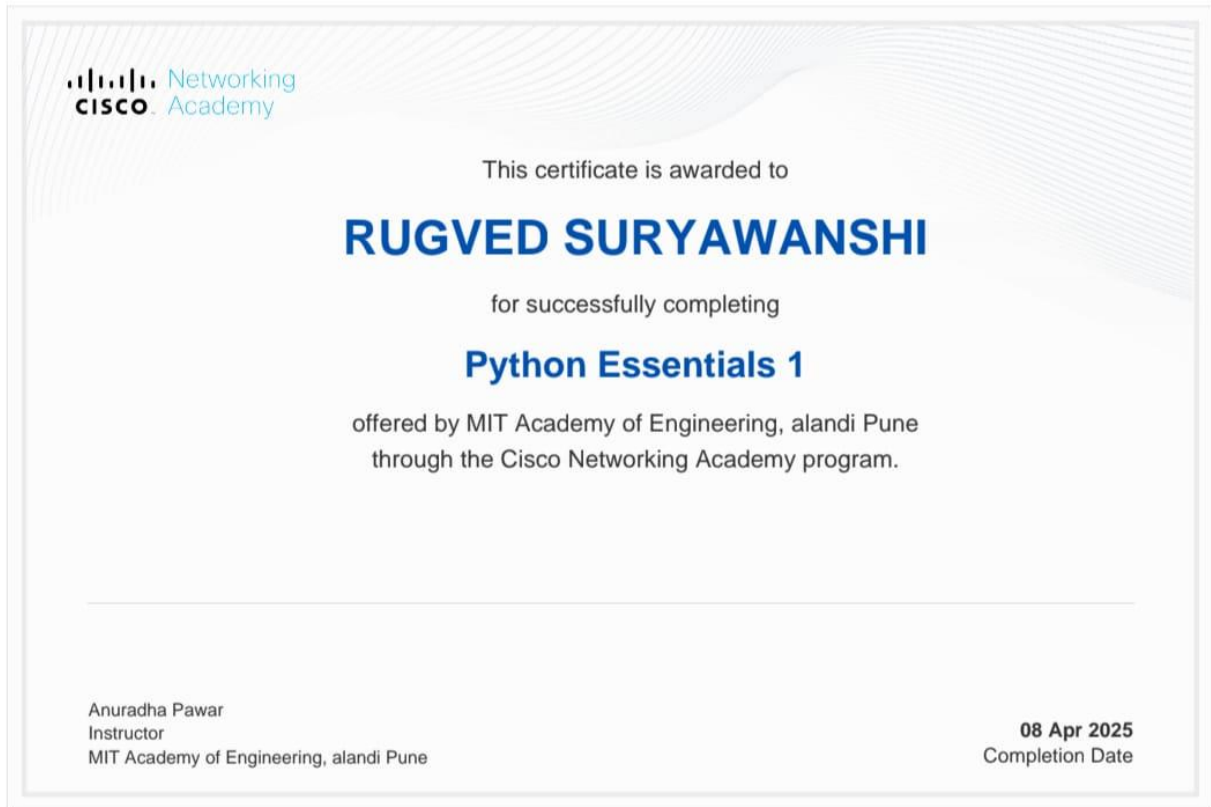 Networking
CISCO Academy
This certificate is awarded to
RUGVED SURYAWANSHI
for successfully completing
Python Essentials 1
offered by MIT Academy of Engineering, alandi Pune
through the Cisco Networking Academy program.
Anuradha Pawar
Instructor
MIT Academy of Engineering, alandi Pune
08 Apr 2025
Completion Date